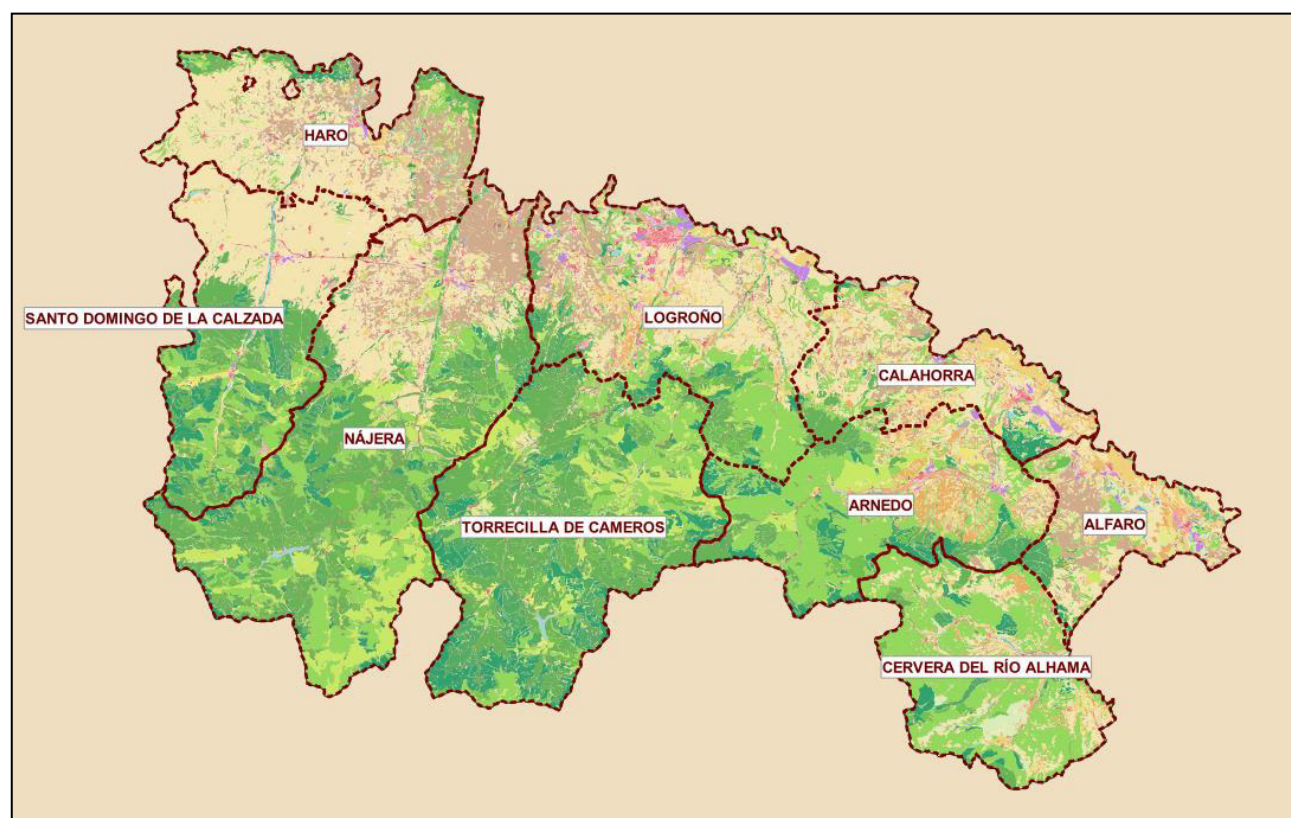 HARO
SANTO DOMINGO DE LA CALZADA
LOGROÑO
CALAHORRA
NÁJERA
ARNEDO
TORRECILLA DE CAMEROS
ALFARO
CERVERA DEL RÍO ALHAMA